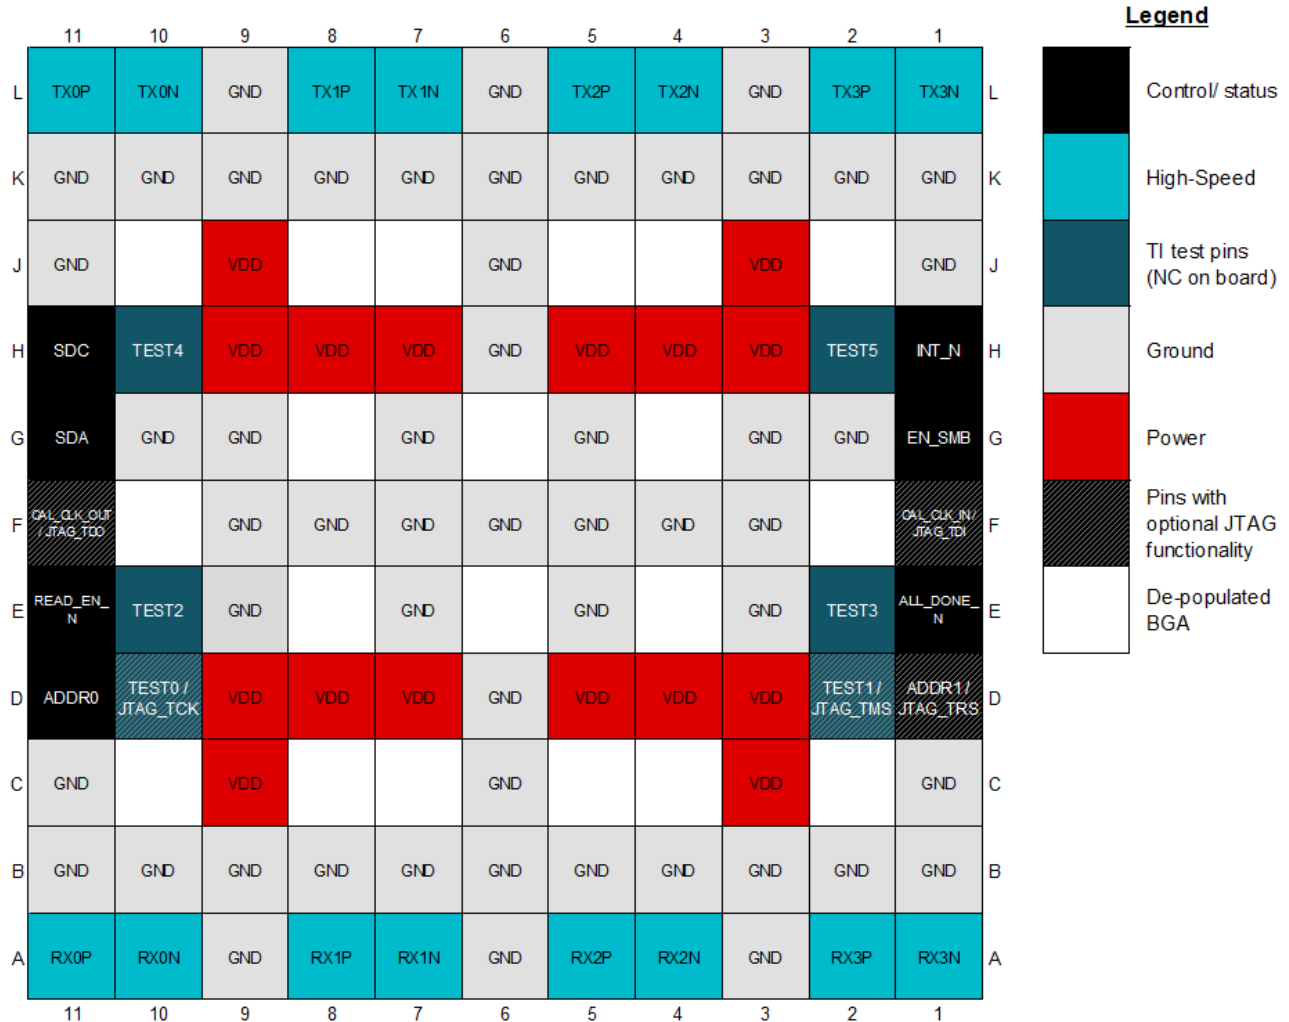 Legend
11 10 9 8 7 6 5 4 3 2 1
L TX0P TX0N GND TX1P TX1N GND TX2P TX2N GND TX3P TX3N L
Control/ status
K GND GND GND GND GND GND GND GND GND GND GND K
High-Speed
J GND VDD GND VDD GND J
TI test pins
(NC on board)
H SDC TEST4 VDD VDD VDD GND VDD VDD VDD TEST5 INT_N H
Ground
G SDA GND GND GND GND GND GND EN_SMB G
Power
F CAL_CLK_OUT
/ JTAG_TDO
GND GND GND GND GND GND
CAL_CLK_IN /
JTAG_TDI
F
Pins with
optional JTAG
functionality
E READ_EN_
N
TEST2 GND GND GND GND TEST3
ALL_DONE_
N
E
De-populated
BGA
D ADDR0
TEST0 /
JTAG_TCK
VDD VDD VDD GND VDD VDD VDD
TEST1 /
JTAG_TMS
ADDR1 /
JTAG_TRS
D
C GND VDD GND VDD GND C
B GND GND GND GND GND GND GND GND GND GND GND B
A RX0P RX0N GND RX1P RX1N GND RX2P RX2N GND RX3P RX3N A
11 10 9 8 7 6 5 4 3 2 1